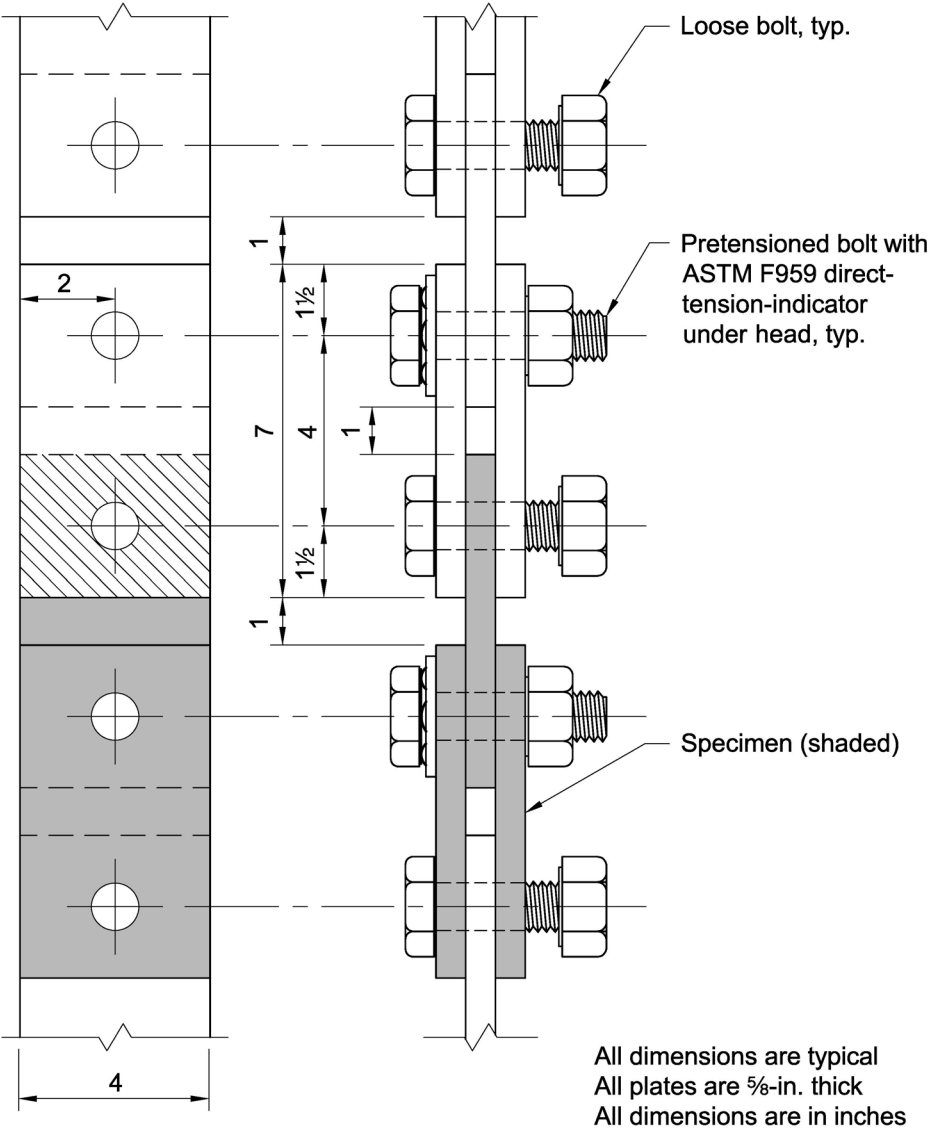 Loose bolt, typ.
1
Pretensioned bolt with
ASTM F959 direct-
tension-indicator
under head, typ.
2
1½
7
4
1
1½
1
Specimen (shaded)
4
All dimensions are typical
All plates are ⅝-in. thick
All dimensions are in inches